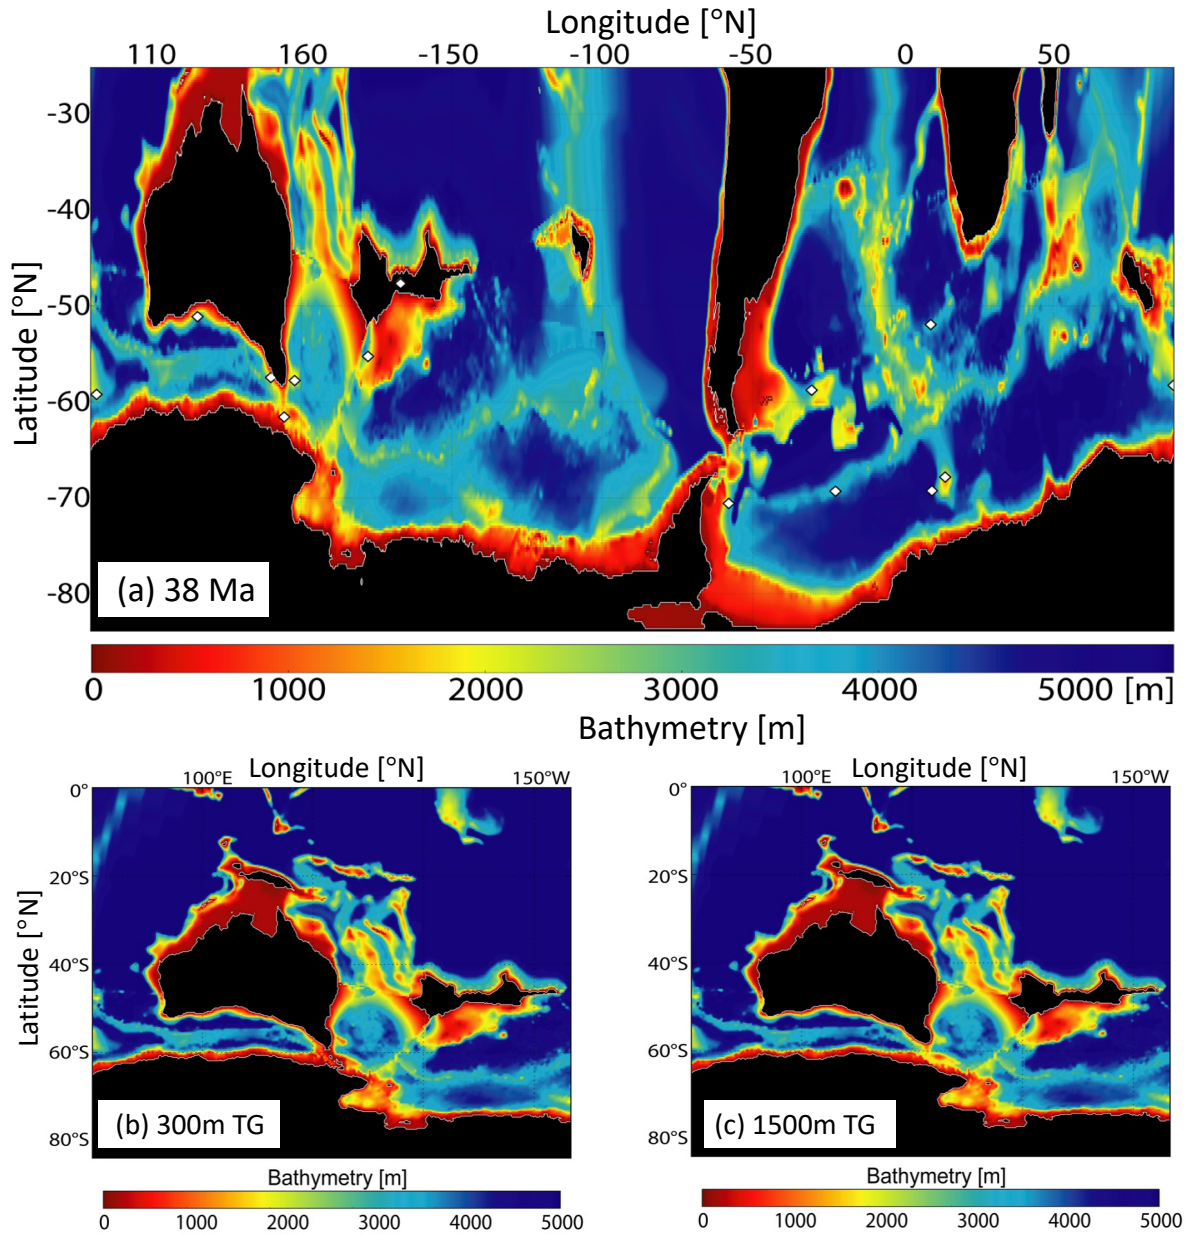 Longitude [°N]
110 160 -150 -100 -50 0 50
Latitude [°N]
-30
-40
-50
-60
-70
-80
(a) 38 Ma
0 1000 2000 3000 4000 5000 [m]
Bathymetry [m]
100°E Longitude [°N] 150°W
Latitude [°N]
0°
20°S
40°S
60°S
80°S
(b) 300m TG
Bathymetry [m]
0 1000 2000 3000 4000 5000
100°E Longitude [°N] 150°W
0°
20°S
40°S
60°S
80°S
(c) 1500m TG
Bathymetry [m]
0 1000 2000 3000 4000 5000